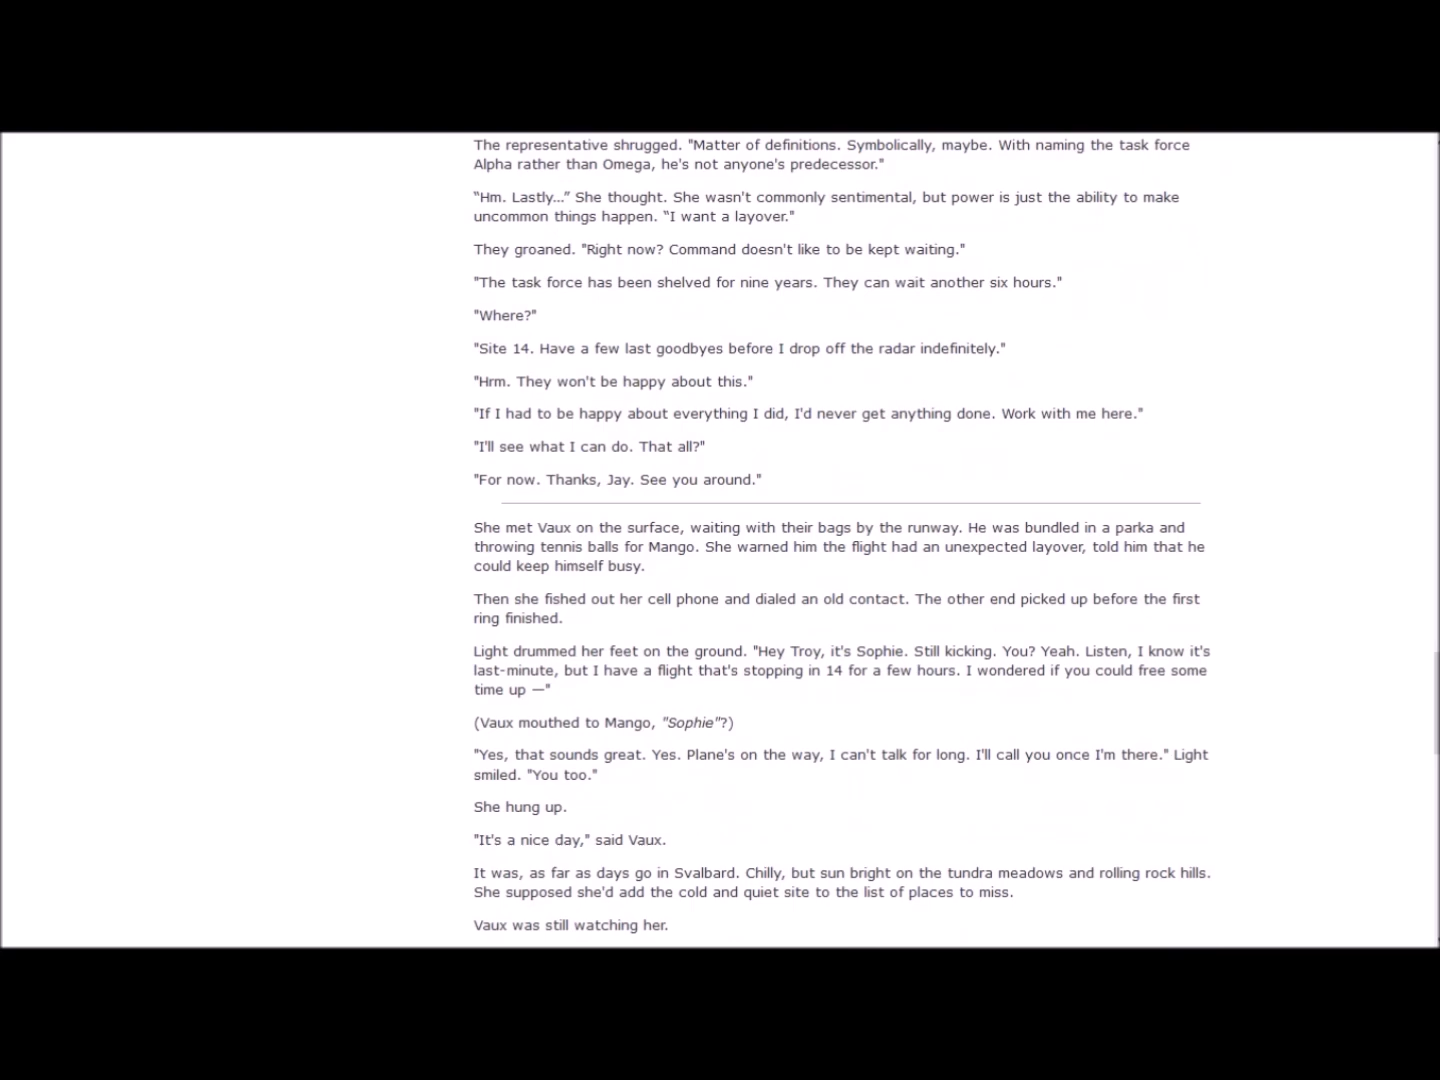 The representative shrugged. "Matter of definitions. Symbolically, maybe. With naming the task force
Alpha rather than Omega, he's not anyone's predecessor."
“Hm. Lastly…” She thought. She wasn't commonly sentimental, but power is just the ability to make
uncommon things happen. “I want a layover."
They groaned. "Right now? Command doesn't like to be kept waiting."
"The task force has been shelved for nine years. They can wait another six hours."
"Where?"
"Site 14. Have a few last goodbyes before I drop off the radar indefinitely."
"Hrm. They won't be happy about this."
"If I had to be happy about everything I did, I'd never get anything done. Work with me here."
"I'll see what I can do. That all?"
"For now. Thanks, Jay. See you around."
She met Vaux on the surface, waiting with their bags by the runway. He was bundled in a parka and
throwing tennis balls for Mango. She warned him the flight had an unexpected layover, told him that he
could keep himself busy.
Then she fished out her cell phone and dialed an old contact. The other end picked up before the first
ring finished.
Light drummed her feet on the ground. "Hey Troy, it's Sophie. Still kicking. You? Yeah. Listen, I know it's
last-minute, but I have a flight that's stopping in 14 for a few hours. I wondered if you could free some
time up —"
(Vaux mouthed to Mango, "Sophie"?)
"Yes, that sounds great. Yes. Plane's on the way, I can't talk for long. I'll call you once I'm there." Light
smiled. "You too."
She hung up.
"It's a nice day," said Vaux.
It was, as far as days go in Svalbard. Chilly, but sun bright on the tundra meadows and rolling rock hills.
She supposed she'd add the cold and quiet site to the list of places to miss.
Vaux was still watching her.